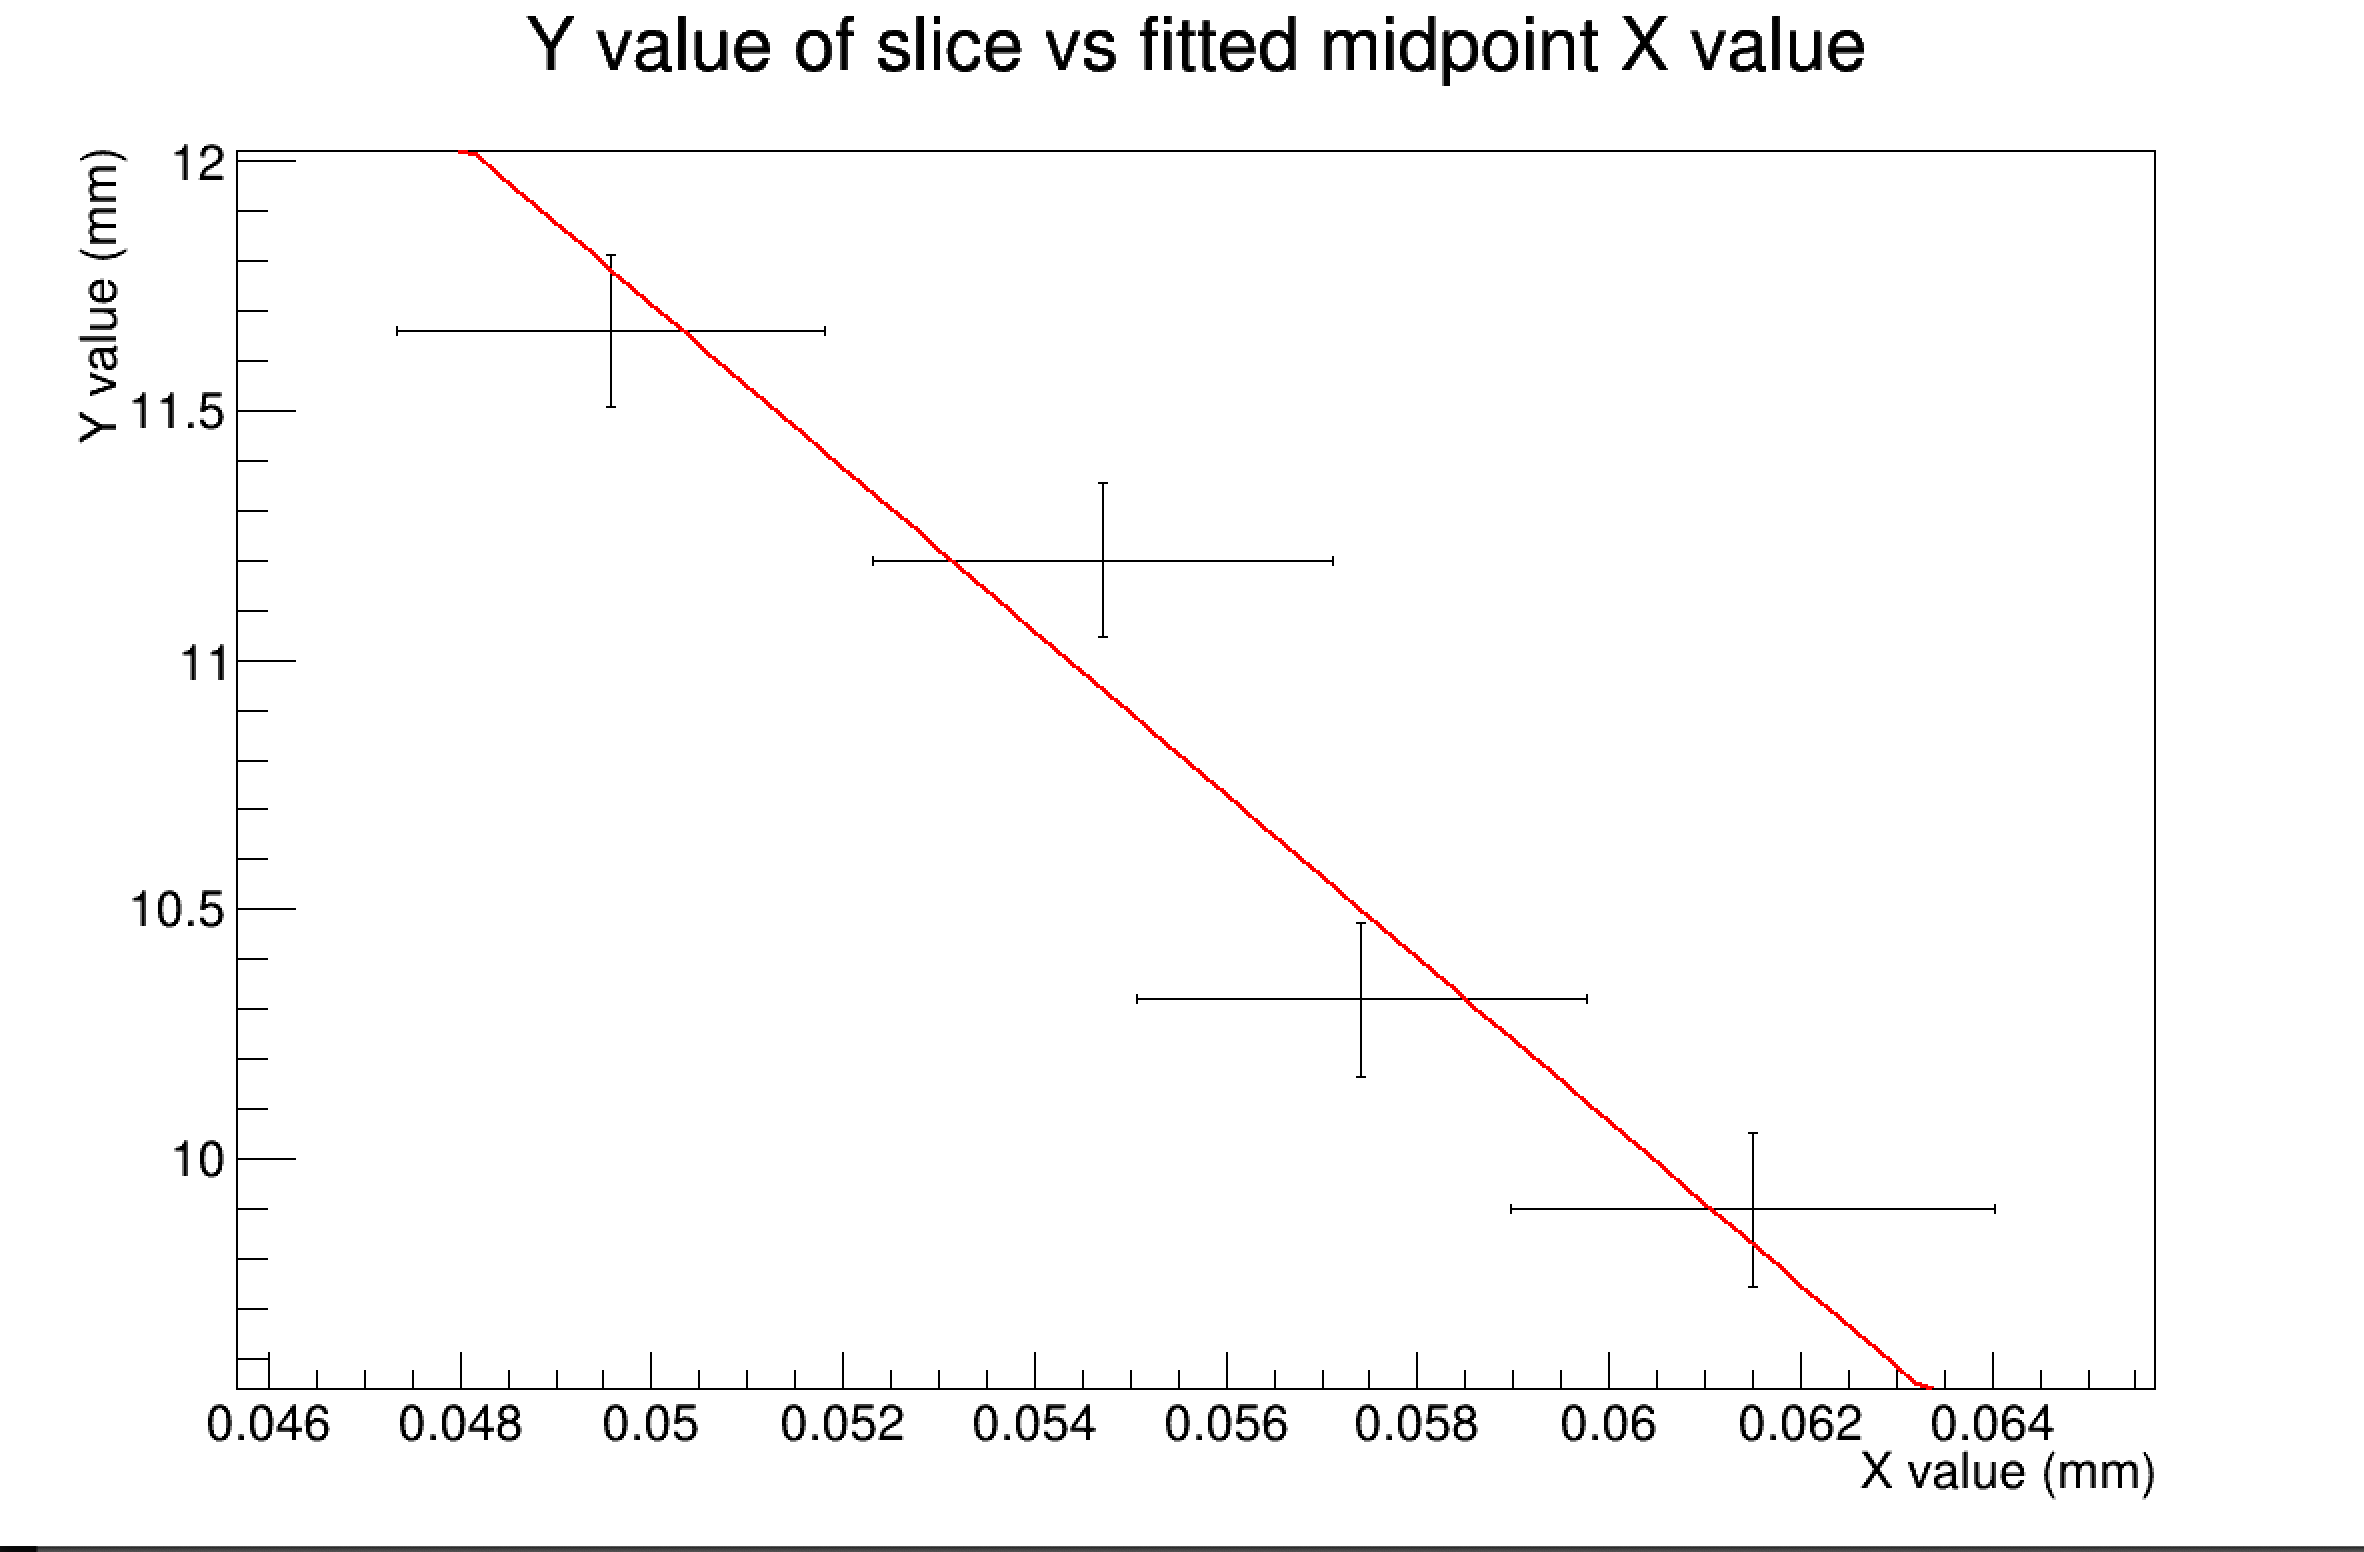 Y value of slice vs fitted midpoint X value
Y value (mm)
12
11.5
11
10.5
10
0.046 0.048 0.05 0.052 0.054 0.056 0.058 0.06 0.062 0.064
X value (mm)